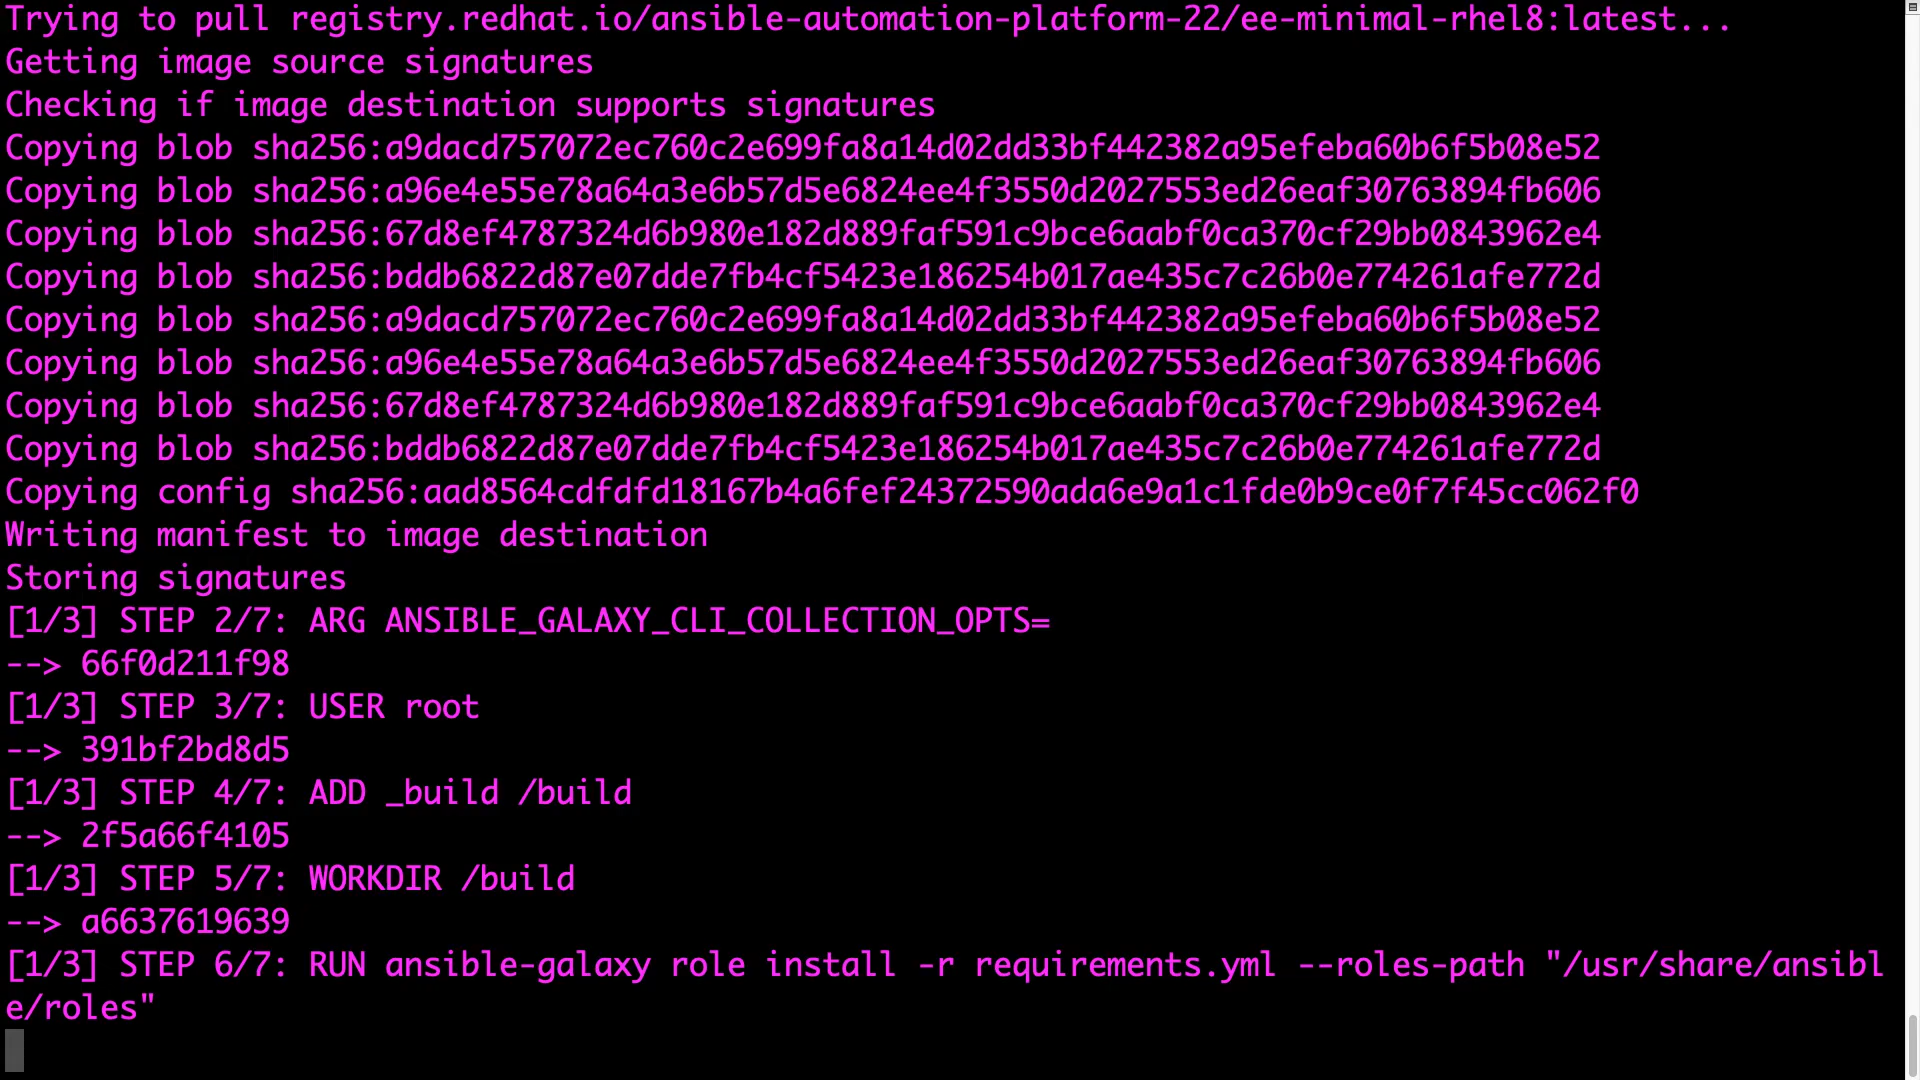 Trying to pull registry.redhat.io/ansible-automation-platform-22/ee-minimal-rhel8:latest...
Getting image source signatures
Checking if image destination supports signatures
Copying blob sha256:a9dacd757072ec760c2e699fa8a14d02dd33bf442382a95efeba60b6f5b08e52
Copying blob sha256:a96e4e55e78a64a3e6b57d5e6824ee4f3550d2027553ed26eaf30763894fb606
Copying blob sha256:67d8ef4787324d6b980e182d889faf591c9bce6aabf0ca370cf29bb0843962e4
Copying blob sha256:bddb6822d87e07dde7fb4cf5423e186254b017ae435c7c26b0e774261afe772d
Copying blob sha256:a9dacd757072ec760c2e699fa8a14d02dd33bf442382a95efeba60b6f5b08e52
Copying blob sha256:a96e4e55e78a64a3e6b57d5e6824ee4f3550d2027553ed26eaf30763894fb606
Copying blob sha256:67d8ef4787324d6b980e182d889faf591c9bce6aabf0ca370cf29bb0843962e4
Copying blob sha256:bddb6822d87e07dde7fb4cf5423e186254b017ae435c7c26b0e774261afe772d
Copying config sha256:aad8564cdfdfd18167b4a6fef24372590ada6e9a1c1fde0b9ce0f7f45cc062f0
Writing manifest to image destination
Storing signatures
[1/3] STEP 2/7: ARG ANSIBLE_GALAXY_CLI_COLLECTION_OPTS=
--> 66f0d211f98
[1/3] STEP 3/7: USER root
--> 391bf2bd8d5
[1/3] STEP 4/7: ADD _build /build
--> 2f5a66f4105
[1/3] STEP 5/7: WORKDIR /build
--> a6637619639
[1/3] STEP 6/7: RUN ansible-galaxy role install -r requirements.yml --roles-path "/usr/share/ansibl
e/roles"